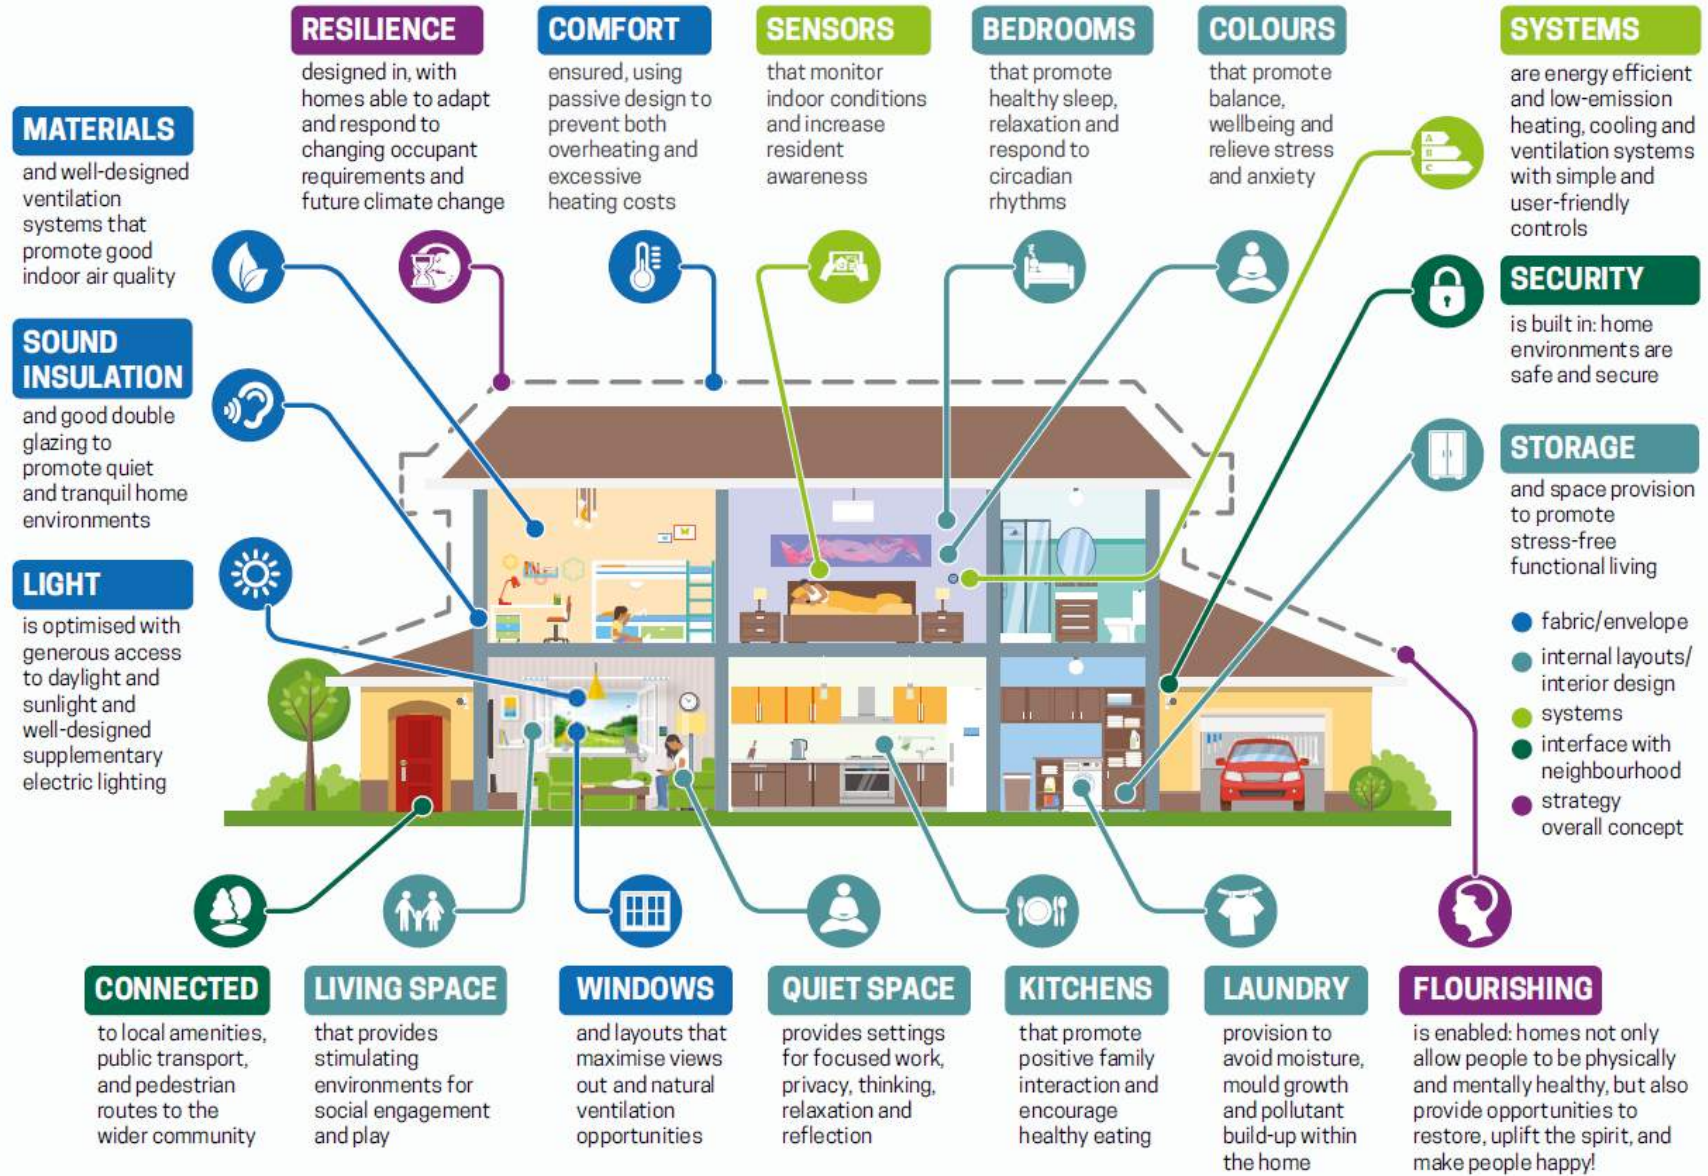 RESILIENCE
designed in, with
homes able to adapt
and respond to
changing occupant
requirements and
future climate change
COMFORT
ensured, using
passive design to
prevent both
overheating and
excessive
heating costs
SENSORS
that monitor
indoor conditions
and increase
resident
awareness
BEDROOMS
that promote
healthy sleep,
relaxation and
respond to
circadian
rhythms
COLOURS
that promote
balance,
wellbeing and
relieve stress
and anxiety
SYSTEMS
are energy efficient
and low-emission
heating, cooling and
ventilation systems
with simple and
user-friendly
controls
A
B
C
MATERIALS
and well-designed
ventilation
systems that
promote good
indoor air quality
SOUND
INSULATION
and good double
glazing to
promote quiet
and tranquil home
environments
LIGHT
is optimised with
generous access
to daylight and
sunlight and
well-designed
supplementary
electric lighting
SECURITY
is built in: home
environments are
safe and secure
STORAGE
and space provision
to promote
stress-free
functional living
fabric/envelope
internal layouts/
interior design
systems
interface with
neighbourhood
strategy
overall concept
CONNECTED
to local amenities,
public transport,
and pedestrian
routes to the
wider community
LIVING SPACE
that provides
stimulating
environments for
social engagement
and play
WINDOWS
and layouts that
maximise views
out and natural
ventilation
opportunities
QUIET SPACE
provides settings
for focused work,
privacy, thinking,
relaxation and
reflection
KITCHENS
that promote
positive family
interaction and
encourage
healthy eating
LAUNDRY
provision to
avoid moisture,
mould growth
and pollutant
build-up within
the home
FLOURISHING
is enabled: homes not only
allow people to be physically
and mentally healthy, but also
provide opportunities to
restore, uplift the spirit, and
make people happy!